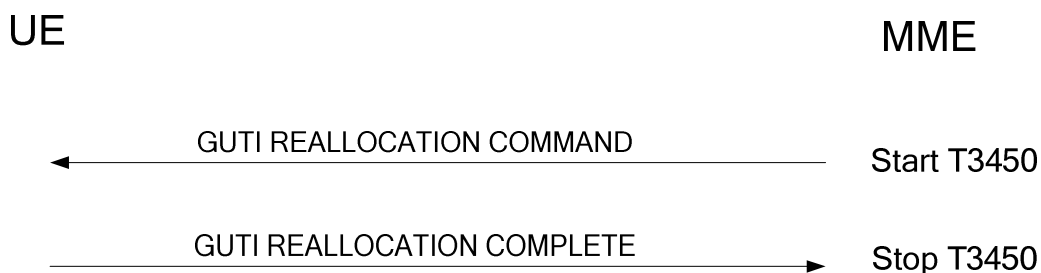 UE
MME
GUTI REALLOCATION COMMAND
Start T3450
GUTI REALLOCATION COMPLETE
Stop T3450